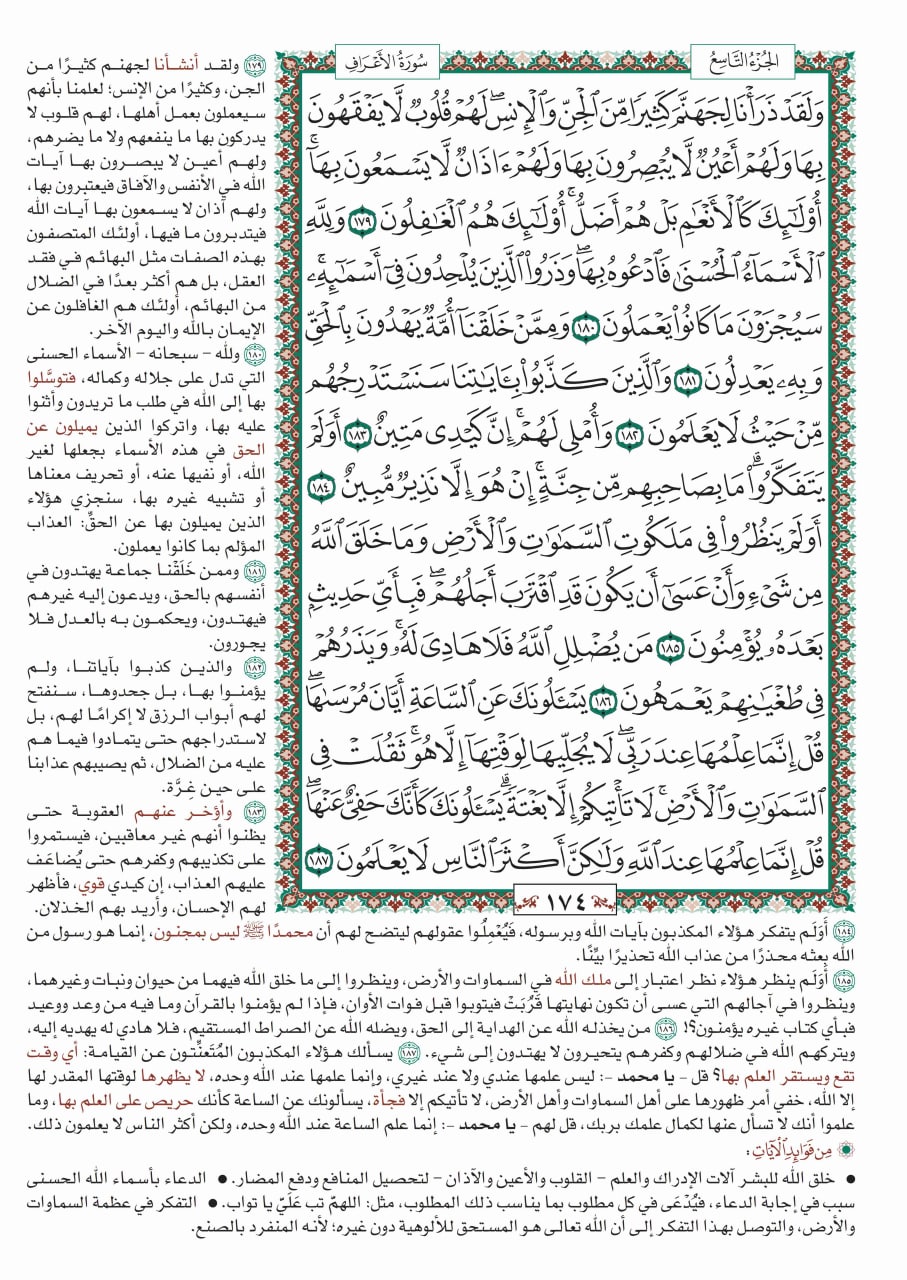 الجُزْءُ التَّاسِعُ
سُورَةُ الأَعْرَافِ
وَلَقَدْ ذَرَأْنَا لِجَهَنَّمَ كَثِيرًا مِّنَ ٱلْجِنِّ وَٱلْإِنسِۖ لَهُمْ قُلُوبٌ لَّا يَفْقَهُونَ
بِهَا وَلَهُمْ أَعْيُنٌ لَّا يُبْصِرُونَ بِهَا وَلَهُمْ ءَاذَانٌ لَّا يَسْمَعُونَ بِهَآۚ
أُوْلَٰٓئِكَ كَٱلْأَنْعَٰمِ بَلْ هُمْ أَضَلُّۚ أُوْلَٰٓئِكَ هُمُ ٱلْغَٰفِلُونَ ١٧٩ وَلِلَّهِ
ٱلْأَسْمَآءُ ٱلْحُسْنَىٰ فَٱدْعُوهُ بِهَاۖ وَذَرُواْ ٱلَّذِينَ يُلْحِدُونَ فِيٓ أَسْمَٰٓئِهِۦۚ
سَيُجْزَوْنَ مَا كَانُواْ يَعْمَلُونَ ١٨٠ وَمِمَّنْ خَلَقْنَآ أُمَّةٌ يَهْدُونَ بِٱلْحَقِّ
وَبِهِۦ يَعْدِلُونَ ١٨١ وَٱلَّذِينَ كَذَّبُواْ بِـَٔايَٰتِنَا سَنَسْتَدْرِجُهُم
مِّنْ حَيْثُ لَا يَعْلَمُونَ ١٨٢ وَأُمْلِي لَهُمْۚ إِنَّ كَيْدِي مَتِينٌ ١٨٣ أَوَلَمْ
يَتَفَكَّرُواْۗ مَا بِصَاحِبِهِم مِّن جِنَّةٍۚ إِنْ هُوَ إِلَّا نَذِيرٌ مُّبِينٌ ١٨٤
أَوَلَمْ يَنظُرُواْ فِي مَلَكُوتِ ٱلسَّمَٰوَٰتِ وَٱلْأَرْضِ وَمَا خَلَقَ ٱللَّهُ
مِن شَيْءٍ وَأَنْ عَسَىٰٓ أَن يَكُونَ قَدِ ٱقْتَرَبَ أَجَلُهُمْۖ فَبِأَيِّ حَدِيثٍۭ
بَعْدَهُۥ يُؤْمِنُونَ ١٨٥ مَن يُضْلِلِ ٱللَّهُ فَلَا هَادِيَ لَهُۥۚ وَيَذَرُهُمْ
فِي طُغْيَٰنِهِمْ يَعْمَهُونَ ١٨٦ يَسْـَٔلُونَكَ عَنِ ٱلسَّاعَةِ أَيَّانَ مُرْسَىٰهَاۖ
قُلْ إِنَّمَا عِلْمُهَا عِندَ رَبِّيۖ لَا يُجَلِّيهَا لِوَقْتِهَآ إِلَّا هُوَۚ ثَقُلَتْ فِي
ٱلسَّمَٰوَٰتِ وَٱلْأَرْضِۚ لَا تَأْتِيكُمْ إِلَّا بَغْتَةًۗ يَسْـَٔلُونَكَ كَأَنَّكَ حَفِيٌّ عَنْهَاۖ
قُلْ إِنَّمَا عِلْمُهَا عِندَ ٱللَّهِ وَلَٰكِنَّ أَكْثَرَ ٱلنَّاسِ لَا يَعْلَمُونَ ١٨٧
١٧٤
١٧٩ ولقـد أنشـأنا لجهنـم كثيرًا مـن
الجن، وكثيرًا من الإنس؛ لعلمنا بأنهم
سيعملون بعمل أهلها، لهم قلوب لا
يدركون بها ما ينفعهم ولا ما يضرهم،
ولهم أعين لا يبصرون بها آيات
الله في الأنفس والآفاق فيعتبرون بها،
ولهم آذان لا يسمعون بها آيات الله
فيتدبرون ما فيها، أولئك المتصفون
بهذه الصفات مثل البهائم في فقد
العقل، بل هم أكثر بعدًا في الضلال
من البهائم، أولئك هم الغافلون عن
الإيمان بالله واليوم الآخر.
١٨٠ ولله - سبحانه - الأسماء الحسنى
التي تدل على جلاله وكماله، فتوسَّلوا
بها إلى الله في طلب ما تريدون وأثنوا
عليه بها، واتركوا الذين يميلون عن
الحق في هذه الأسماء بجعلها لغير
الله، أو نفيها عنه، أو تحريف معناها
أو تشبيه غيره بها، سنجزي هؤلاء
الذين يميلون بها عن الحقِّ: العذاب
المؤلم بما كانوا يعملون.
١٨١ وممن خَلَقْنا جماعة يهتدون في
أنفسهم بالحق، ويدعون إليه غيرهم
فيهتدون، ويحكمون به بالعدل فلا
يجورون.
١٨٢ والذين كذبوا بآياتنا، ولم
يؤمنوا بها، بل جحدوها، سنفتح
لهم أبواب الرزق لا إكرامًا لهم، بل
لاستدراجهم حتى يتمادوا فيما هم
عليه من الضلال، ثم يصيبهم عذابنا
على حين غِرَّة.
١٨٣ وأؤخر عنهم العقوبة حتى
يظنوا أنهم غير معاقبين، فيستمروا
على تكذيبهم وكفرهم حتى يُضاعَف
عليهم العذاب، إن كيدي قوي، فأظهر
لهم الإحسان، وأريد بهم الخذلان.
١٨٤ أَوَلَم يتفكر هؤلاء المكذبون بآيات الله وبرسوله، فَيُعْمِلُوا عقولهم ليتضح لهم أن محمدًا ﷺ ليس بمجنون، إنما هو رسول من
الله بعثه محذرًا من عذاب الله تحذيرًا بيِّنًا.
١٨٥ أَوَلَم ينظر هؤلاء نظر اعتبار إلى ملك الله في السماوات والأرض، وينظروا إلى ما خلق الله فيهما من حيوان ونبات وغيرهما،
وينظروا في آجالهم التي عسى أن تكون نهايتها قَرُبَتْ فيتوبوا قبل فوات الأوان، فإذا لم يؤمنوا بالقرآن وما فيه من وعد ووعيد
فبأي كتاب غيره يؤمنون؟! ١٨٦ من يخذله الله عن الهداية إلى الحق، ويضله الله عن الصراط المستقيم، فلا هادي له يهديه إليه،
ويتركهم الله في ضلالهم وكفرهم يتحيرون لا يهتدون إلى شيء. ١٨٧ يسألك هؤلاء المكذبون المُتَعنِّتون عن القيامة: أي وقت
تقع ويستقر العلم بها؟ قل - يا محمد -: ليس علمها عندي ولا عند غيري، وإنما علمها عند الله وحده، لا يظهرها لوقتها المقدر لها
إلا الله، خفي أمر ظهورها على أهل السماوات وأهل الأرض، لا تأتيكم إلا فجأة، يسألونك عن الساعة كأنك حريص على العلم بها، وما
علموا أنك لا تسأل عنها لكمال علمك بربك، قل لهم - يا محمد -: إنما علم الساعة عند الله وحده، ولكن أكثر الناس لا يعلمون ذلك.
مِن فَوَائِدِ الآيَاتِ:
• خلق الله للبشر آلات الإدراك والعلم - القلوب والأعين والآذان - لتحصيل المنافع ودفع المضار. • الدعاء بأسماء الله الحسنى
سبب في إجابة الدعاء، فيُدْعَى في كل مطلوب بما يناسب ذلك المطلوب، مثل: اللهمّ تب عَلَيَّ يا تواب. • التفكر في عظمة السماوات
والأرض، والتوصل بهذا التفكر إلى أن الله تعالى هو المستحق للألوهية دون غيره؛ لأنه المنفرد بالصنع.